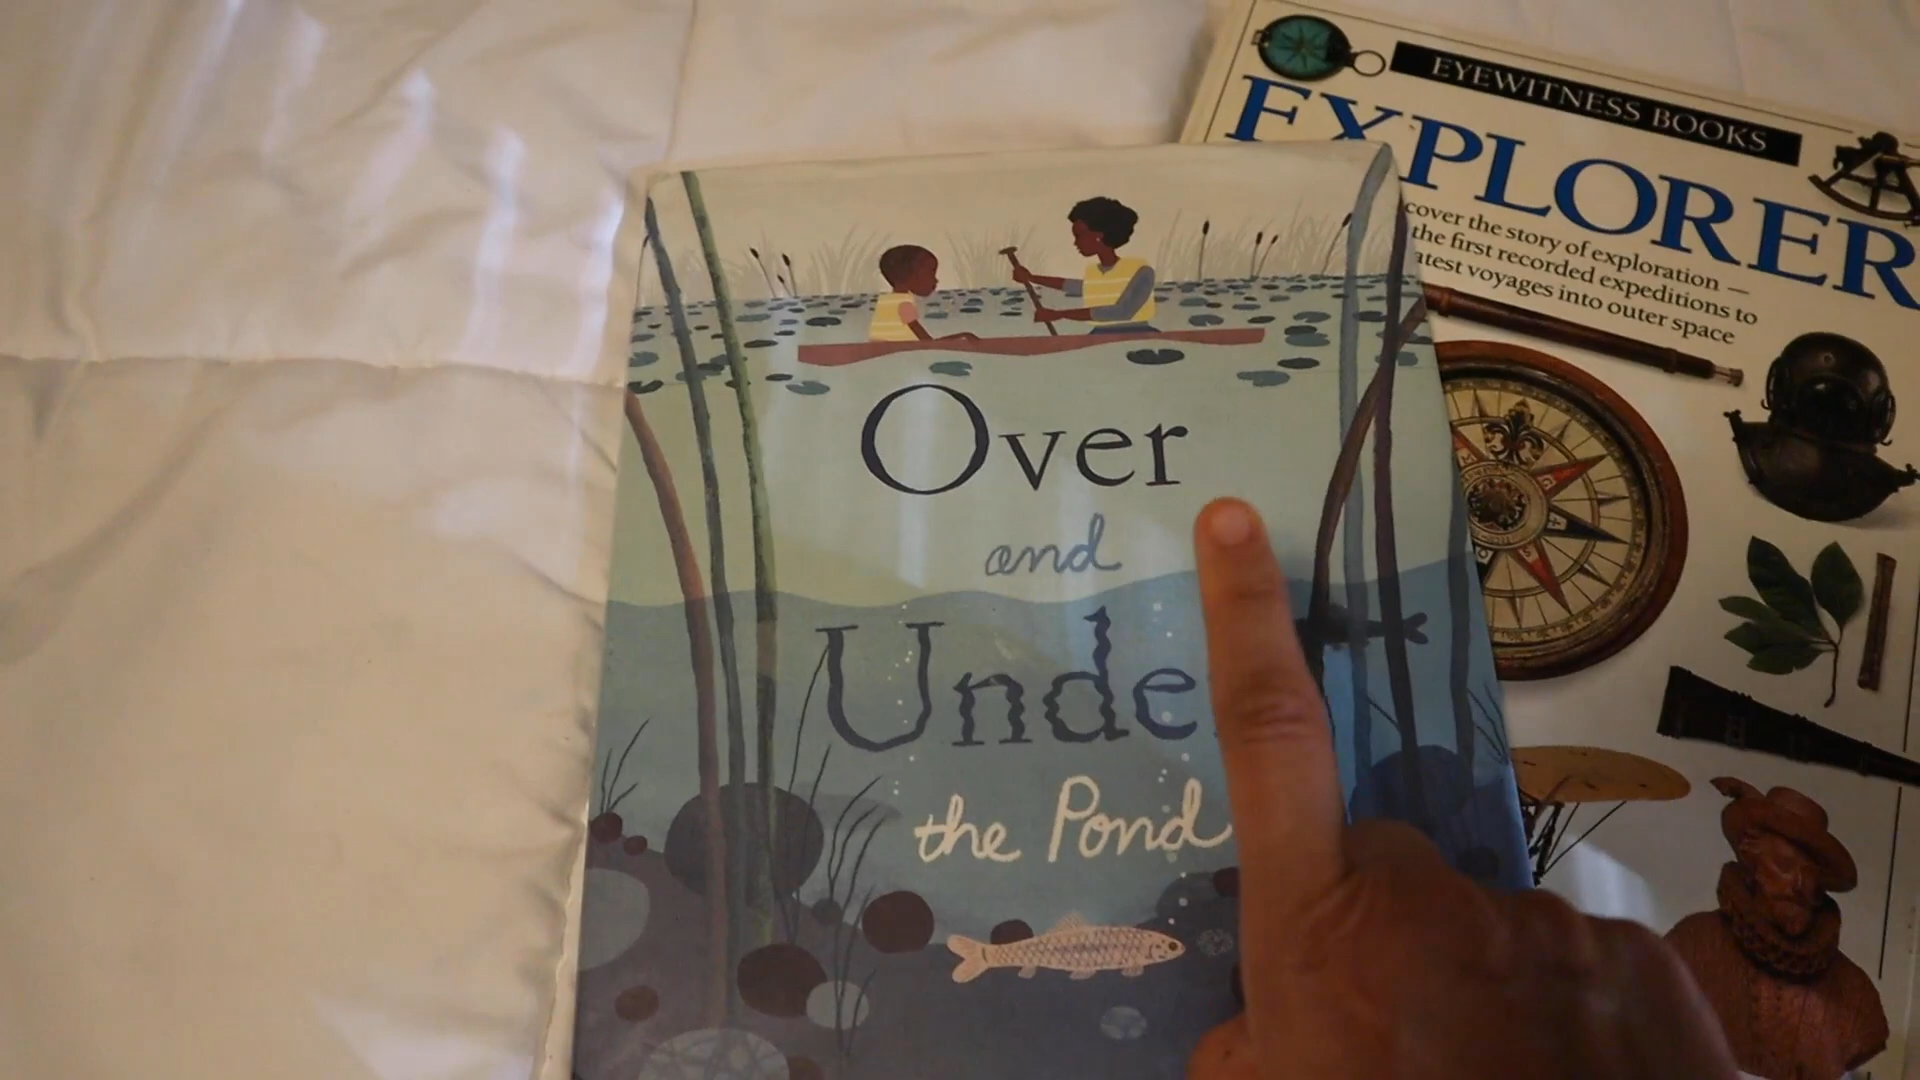 Over
and
Unde
the Pond
EYEWITNESS BOOKS
EXPLORER
cover the story of exploration —
the first recorded expeditions to
atest voyages into outer space